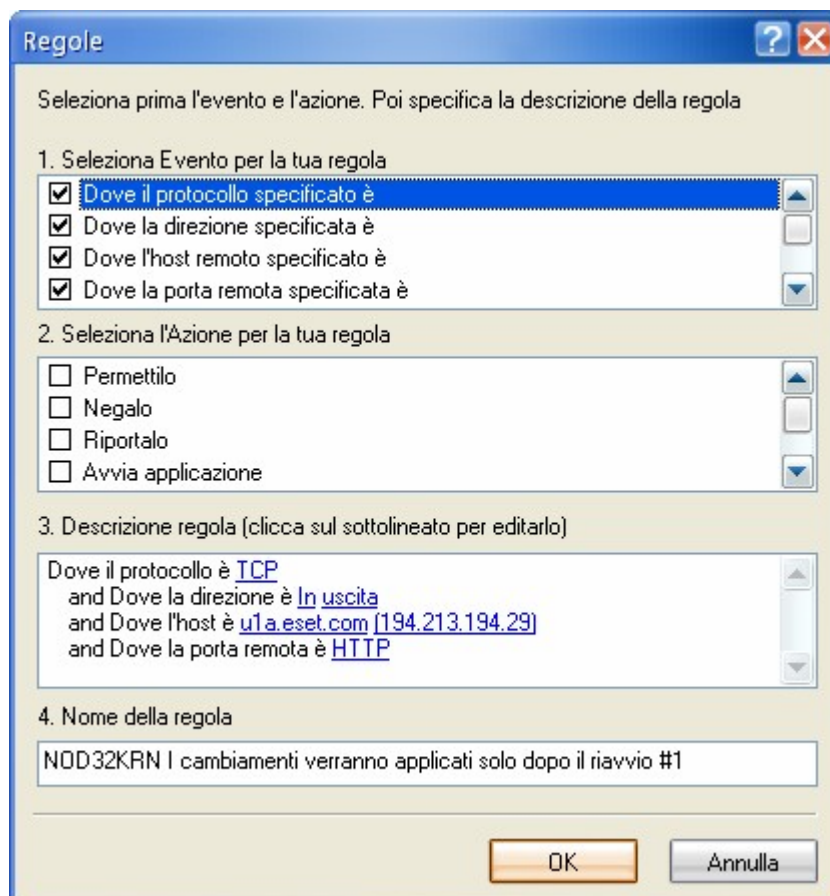 Regole
Seleziona prima l'evento e l'azione. Poi specifica la descrizione della regola
1. Seleziona Evento per la tua regola
Dove il protocollo specificato è
Dove la direzione specificata è
Dove l'host remoto specificato è
Dove la porta remota specificata è
2. Seleziona l'Azione per la tua regola
Permettilo
Negalo
Riportalo
Avvia applicazione
3. Descrizione regola (clicca sul sottolineato per editarlo)
Dove il protocollo è TCP
and Dove la direzione è In uscita
and Dove l'host è u1a.eset.com (194.213.194.29)
and Dove la porta remota è HTTP
4. Nome della regola
NOD32KRN I cambiamenti verranno applicati solo dopo il riavvio #1
OK
Annulla